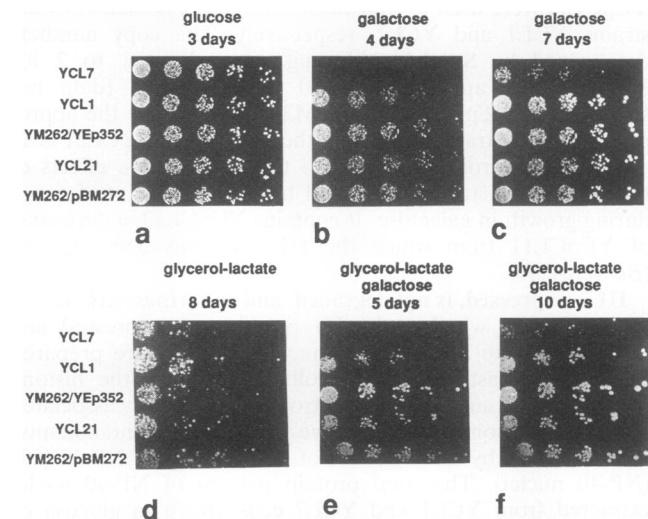 glucose
3 days
galactose
4 days
galactose
7 days
YCL7
YCL1
YM262/YEp352
YCL21
YM262/pBM272
a
b
c
glycerol-lactate
8 days
glycerol-lactate
galactose
5 days
glycerol-lactate
galactose
10 days
YCL7
YCL1
YM262/YEp352
YCL21
YM262/pBM272
d
e
f